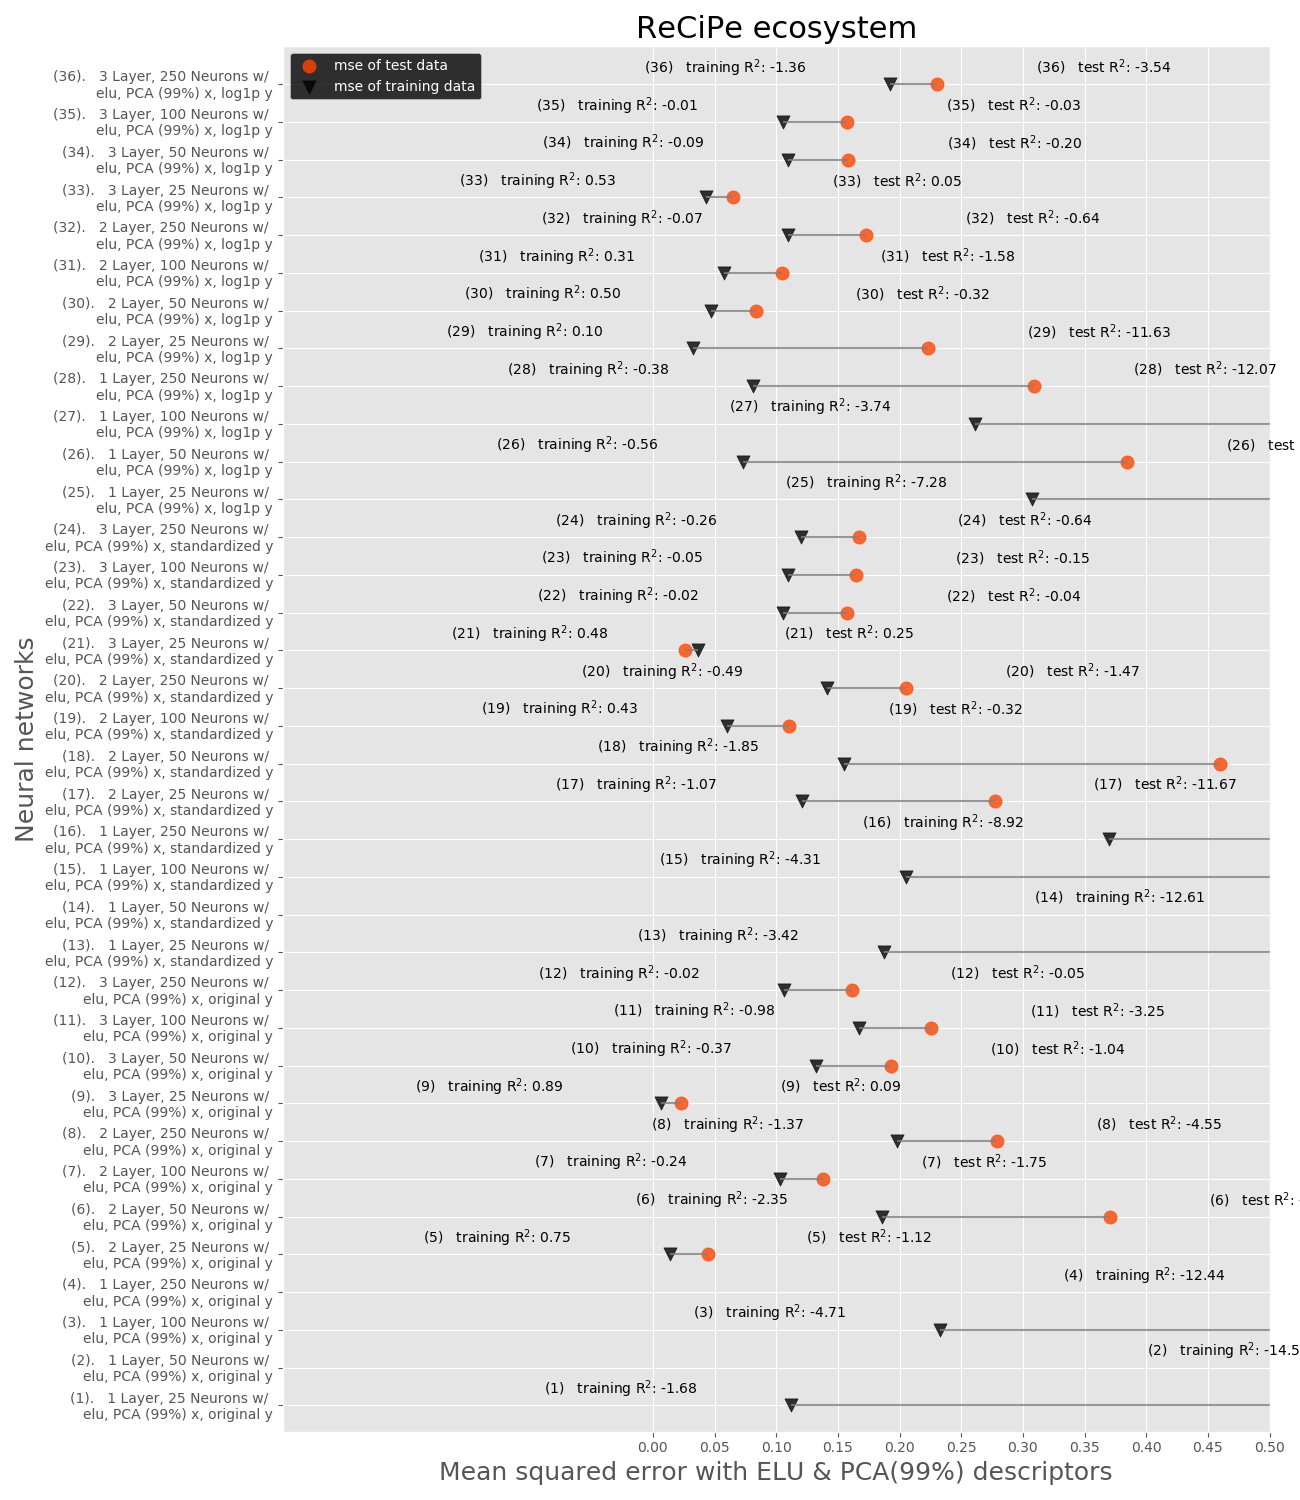 ReCiPe ecosystem
mse of test data
mse of training data
(36).   3 Layer, 250 Neurons w/
elu, PCA (99%) x, log1p y
(36)   training R²: -1.36
(36)   test R²: -3.54
(35).   3 Layer, 100 Neurons w/
elu, PCA (99%) x, log1p y
(35)   training R²: -0.01
(35)   test R²: -0.03
(34).   3 Layer, 50 Neurons w/
elu, PCA (99%) x, log1p y
(34)   training R²: -0.09
(34)   test R²: -0.20
(33).   3 Layer, 25 Neurons w/
elu, PCA (99%) x, log1p y
(33)   training R²: 0.53
(33)   test R²: 0.05
(32).   2 Layer, 250 Neurons w/
elu, PCA (99%) x, log1p y
(32)   training R²: -0.07
(32)   test R²: -0.64
(31).   2 Layer, 100 Neurons w/
elu, PCA (99%) x, log1p y
(31)   training R²: 0.31
(31)   test R²: -1.58
(30).   2 Layer, 50 Neurons w/
elu, PCA (99%) x, log1p y
(30)   training R²: 0.50
(30)   test R²: -0.32
(29).   2 Layer, 25 Neurons w/
elu, PCA (99%) x, log1p y
(29)   training R²: 0.10
(29)   test R²: -11.63
(28).   1 Layer, 250 Neurons w/
elu, PCA (99%) x, log1p y
(28)   training R²: -0.38
(28)   test R²: -12.07
(27).   1 Layer, 100 Neurons w/
elu, PCA (99%) x, log1p y
(27)   training R²: -3.74
(26).   1 Layer, 50 Neurons w/
elu, PCA (99%) x, log1p y
(26)   training R²: -0.56
(26)   test
(25).   1 Layer, 25 Neurons w/
elu, PCA (99%) x, log1p y
(25)   training R²: -7.28
(24).   3 Layer, 250 Neurons w/
elu, PCA (99%) x, standardized y
(24)   training R²: -0.26
(24)   test R²: -0.64
(23).   3 Layer, 100 Neurons w/
elu, PCA (99%) x, standardized y
(23)   training R²: -0.05
(23)   test R²: -0.15
(22).   3 Layer, 50 Neurons w/
elu, PCA (99%) x, standardized y
(22)   training R²: -0.02
(22)   test R²: -0.04
(21).   3 Layer, 25 Neurons w/
elu, PCA (99%) x, standardized y
(21)   training R²: 0.48
(21)   test R²: 0.25
(20).   2 Layer, 250 Neurons w/
elu, PCA (99%) x, standardized y
(20)   training R²: -0.49
(20)   test R²: -1.47
(19).   2 Layer, 100 Neurons w/
elu, PCA (99%) x, standardized y
(19)   training R²: 0.43
(19)   test R²: -0.32
(18).   2 Layer, 50 Neurons w/
elu, PCA (99%) x, standardized y
(18)   training R²: -1.85
(17).   2 Layer, 25 Neurons w/
elu, PCA (99%) x, standardized y
(17)   training R²: -1.07
(17)   test R²: -11.67
(16).   1 Layer, 250 Neurons w/
elu, PCA (99%) x, standardized y
(16)   training R²: -8.92
(15).   1 Layer, 100 Neurons w/
elu, PCA (99%) x, standardized y
(15)   training R²: -4.31
(14).   1 Layer, 50 Neurons w/
elu, PCA (99%) x, standardized y
(14)   training R²: -12.61
(13).   1 Layer, 25 Neurons w/
elu, PCA (99%) x, standardized y
(13)   training R²: -3.42
(12).   3 Layer, 250 Neurons w/
elu, PCA (99%) x, original y
(12)   training R²: -0.02
(12)   test R²: -0.05
(11).   3 Layer, 100 Neurons w/
elu, PCA (99%) x, original y
(11)   training R²: -0.98
(11)   test R²: -3.25
(10).   3 Layer, 50 Neurons w/
elu, PCA (99%) x, original y
(10)   training R²: -0.37
(10)   test R²: -1.04
(9).   3 Layer, 25 Neurons w/
elu, PCA (99%) x, original y
(9)   training R²: 0.89
(9)   test R²: 0.09
(8).   2 Layer, 250 Neurons w/
elu, PCA (99%) x, original y
(8)   training R²: -1.37
(8)   test R²: -4.55
(7).   2 Layer, 100 Neurons w/
elu, PCA (99%) x, original y
(7)   training R²: -0.24
(7)   test R²: -1.75
(6).   2 Layer, 50 Neurons w/
elu, PCA (99%) x, original y
(6)   training R²: -2.35
(6)   test R²:
(5).   2 Layer, 25 Neurons w/
elu, PCA (99%) x, original y
(5)   training R²: 0.75
(5)   test R²: -1.12
(4).   1 Layer, 250 Neurons w/
elu, PCA (99%) x, original y
(4)   training R²: -12.44
(3).   1 Layer, 100 Neurons w/
elu, PCA (99%) x, original y
(3)   training R²: -4.71
(2).   1 Layer, 50 Neurons w/
elu, PCA (99%) x, original y
(2)   training R²: -14.5
(1).   1 Layer, 25 Neurons w/
elu, PCA (99%) x, original y
(1)   training R²: -1.68
Neural networks
0.00 0.05 0.10 0.15 0.20 0.25 0.30 0.35 0.40 0.45 0.50
Mean squared error with ELU & PCA(99%) descriptors